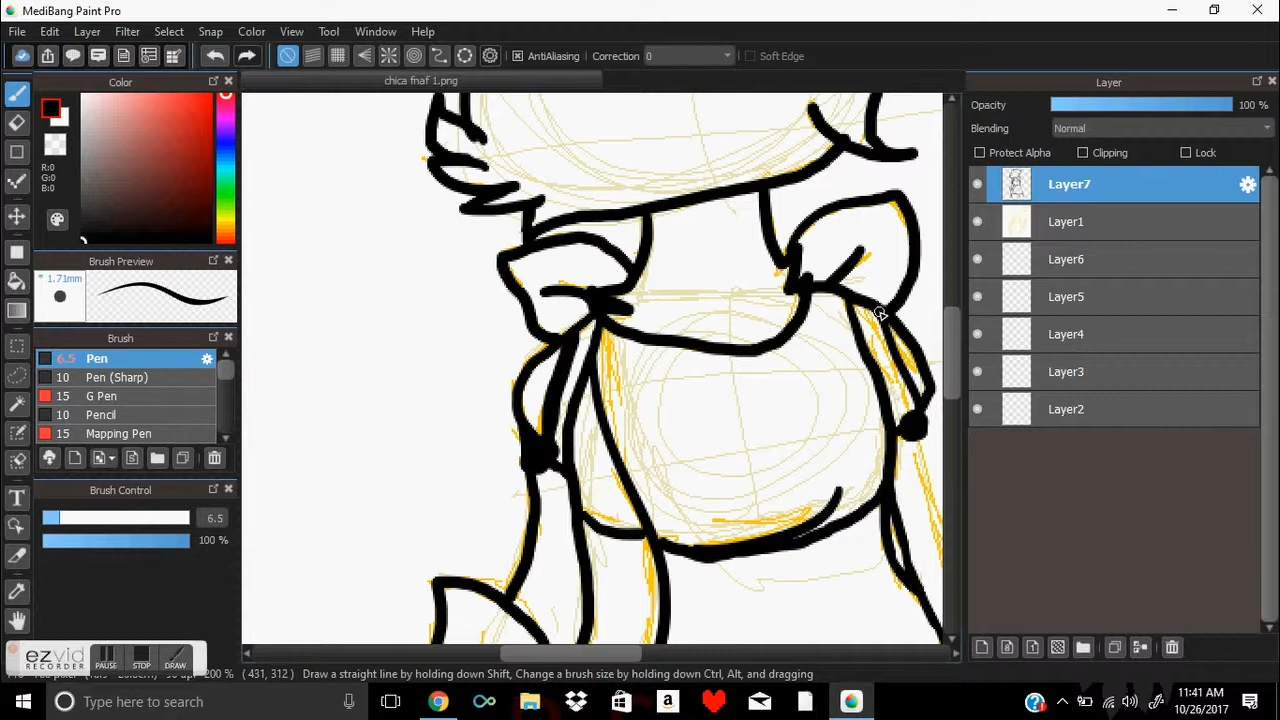 MediBang Paint Pro
File Edit Layer Filter Select Snap Color View Tool Window Help
AntiAliasing Correction 0 Soft Edge
Color
chica fnaf 1.png
Layer
Opacity 100 %
Blending Normal
Protect Alpha Clipping Lock
R:0
G:0
B:0
Layer7
Layer1
Layer6
Layer5
Layer4
Layer3
Layer2
Brush Preview
* 1.71mm
Brush
6.5 Pen
10 Pen (Sharp)
15 G Pen
10 Pencil
15 Mapping Pen
T
Brush Control
6.5
100 %
ezvid
RECORDER
PAUSE STOP DRAW
200 % (431, 312) Draw a straight line by holding down Shift, Change a brush size by holding down Ctrl, Alt, and dragging
Type here to search
11:41 AM
10/26/2017